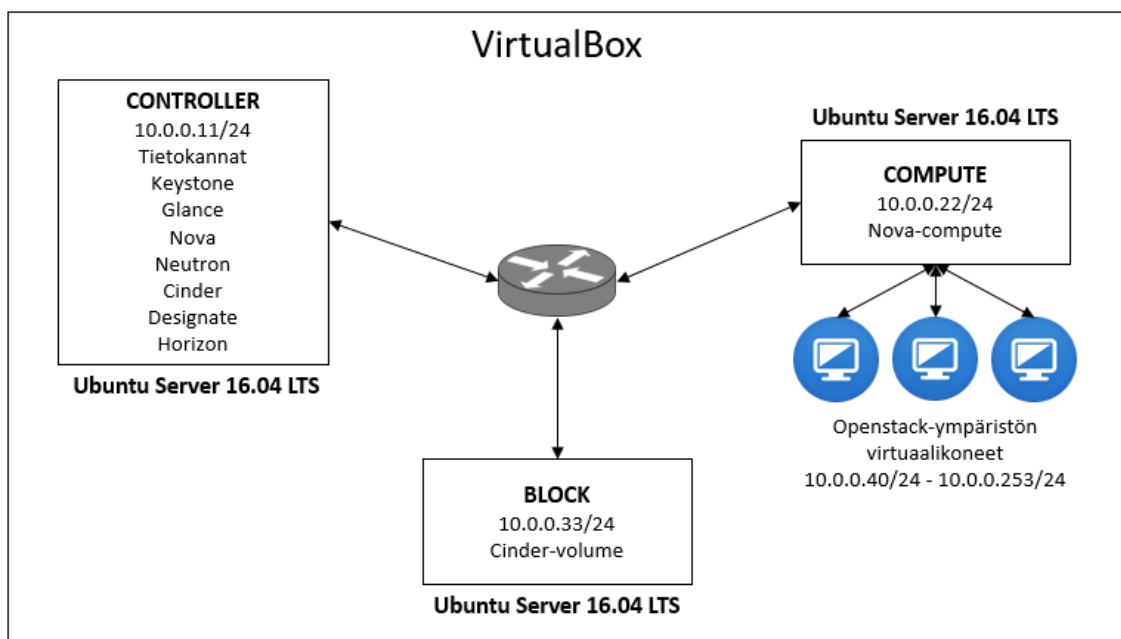 VirtualBox
CONTROLLER
10.0.0.11/24
Tietokannat
Keystone
Glance
Nova
Neutron
Cinder
Designate
Horizon
Ubuntu Server 16.04 LTS
Ubuntu Server 16.04 LTS
COMPUTE
10.0.0.22/24
Nova-compute
Openstack-ympäristön
virtuaalikoneet
10.0.0.40/24 - 10.0.0.253/24
BLOCK
10.0.0.33/24
Cinder-volume
Ubuntu Server 16.04 LTS